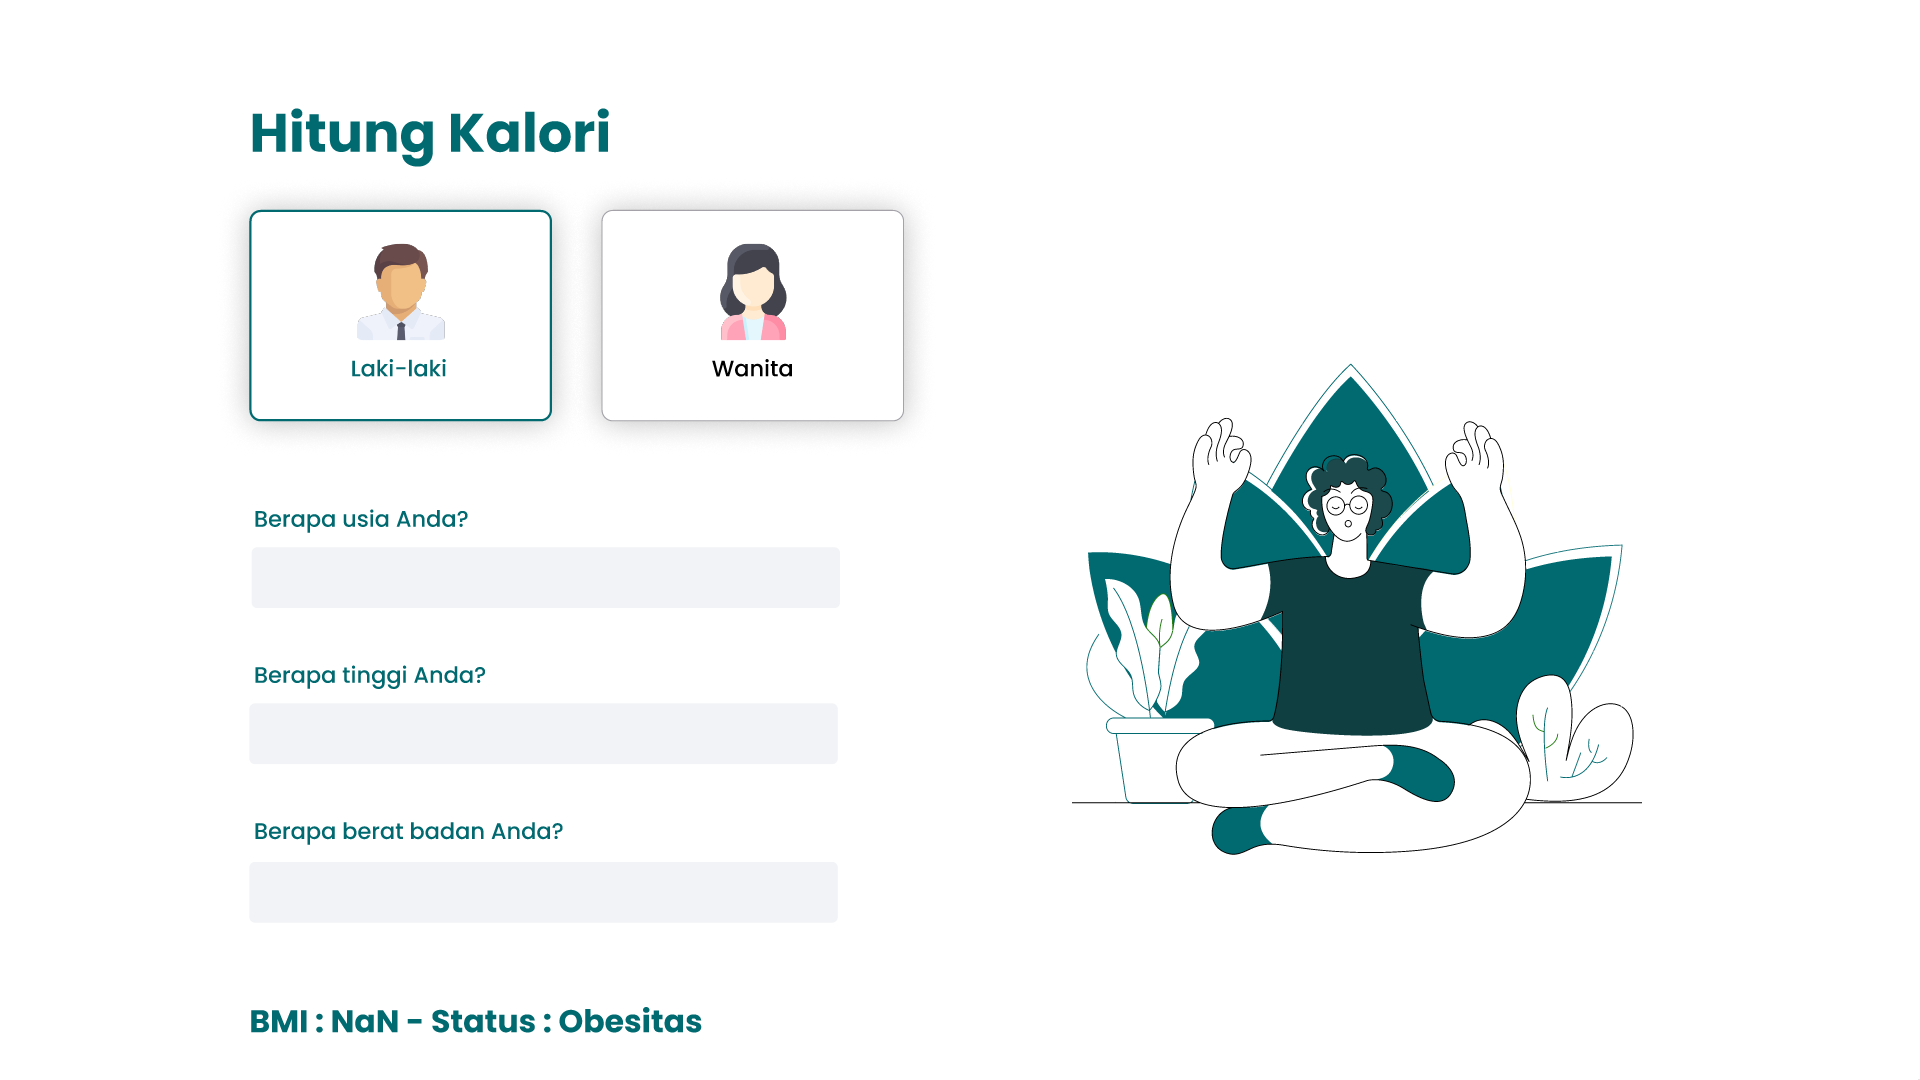 Hitung Kalori
Laki-laki
Wanita
Berapa usia Anda?
Berapa tinggi Anda?
Berapa berat badan Anda?
BMI : NaN - Status : Obesitas